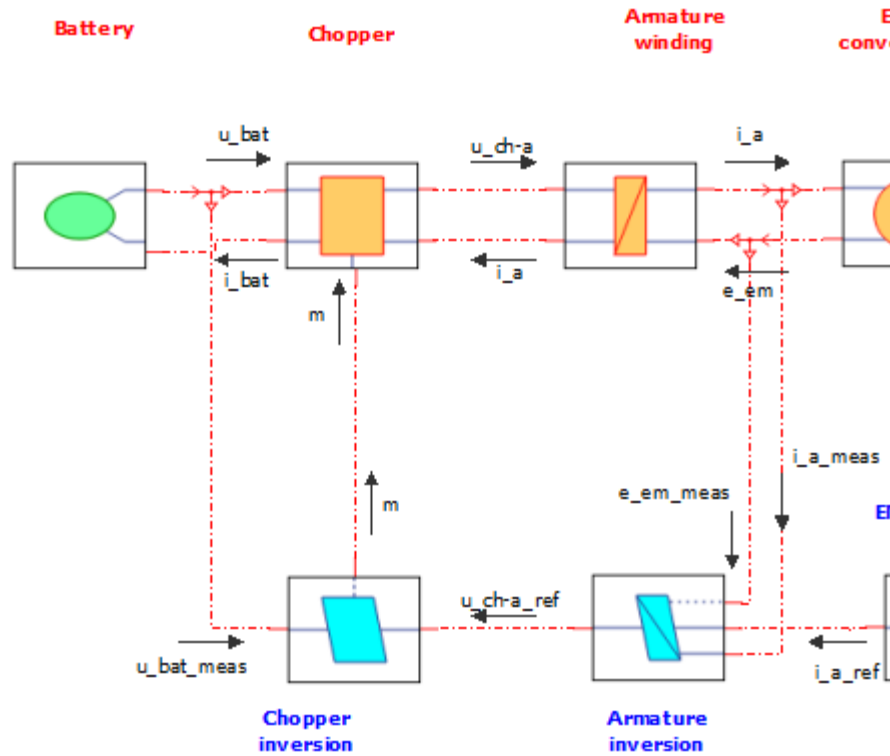 Battery
Chopper
Armature
winding
E
conve
u_bat
u_ch-a
i_a
i_bat
i_a
e_em
m
i_a_meas
m
e_em_meas
E
u_ch-a_ref
u_bat_meas
i_a_ref
Chopper
inversion
Armature
inversion